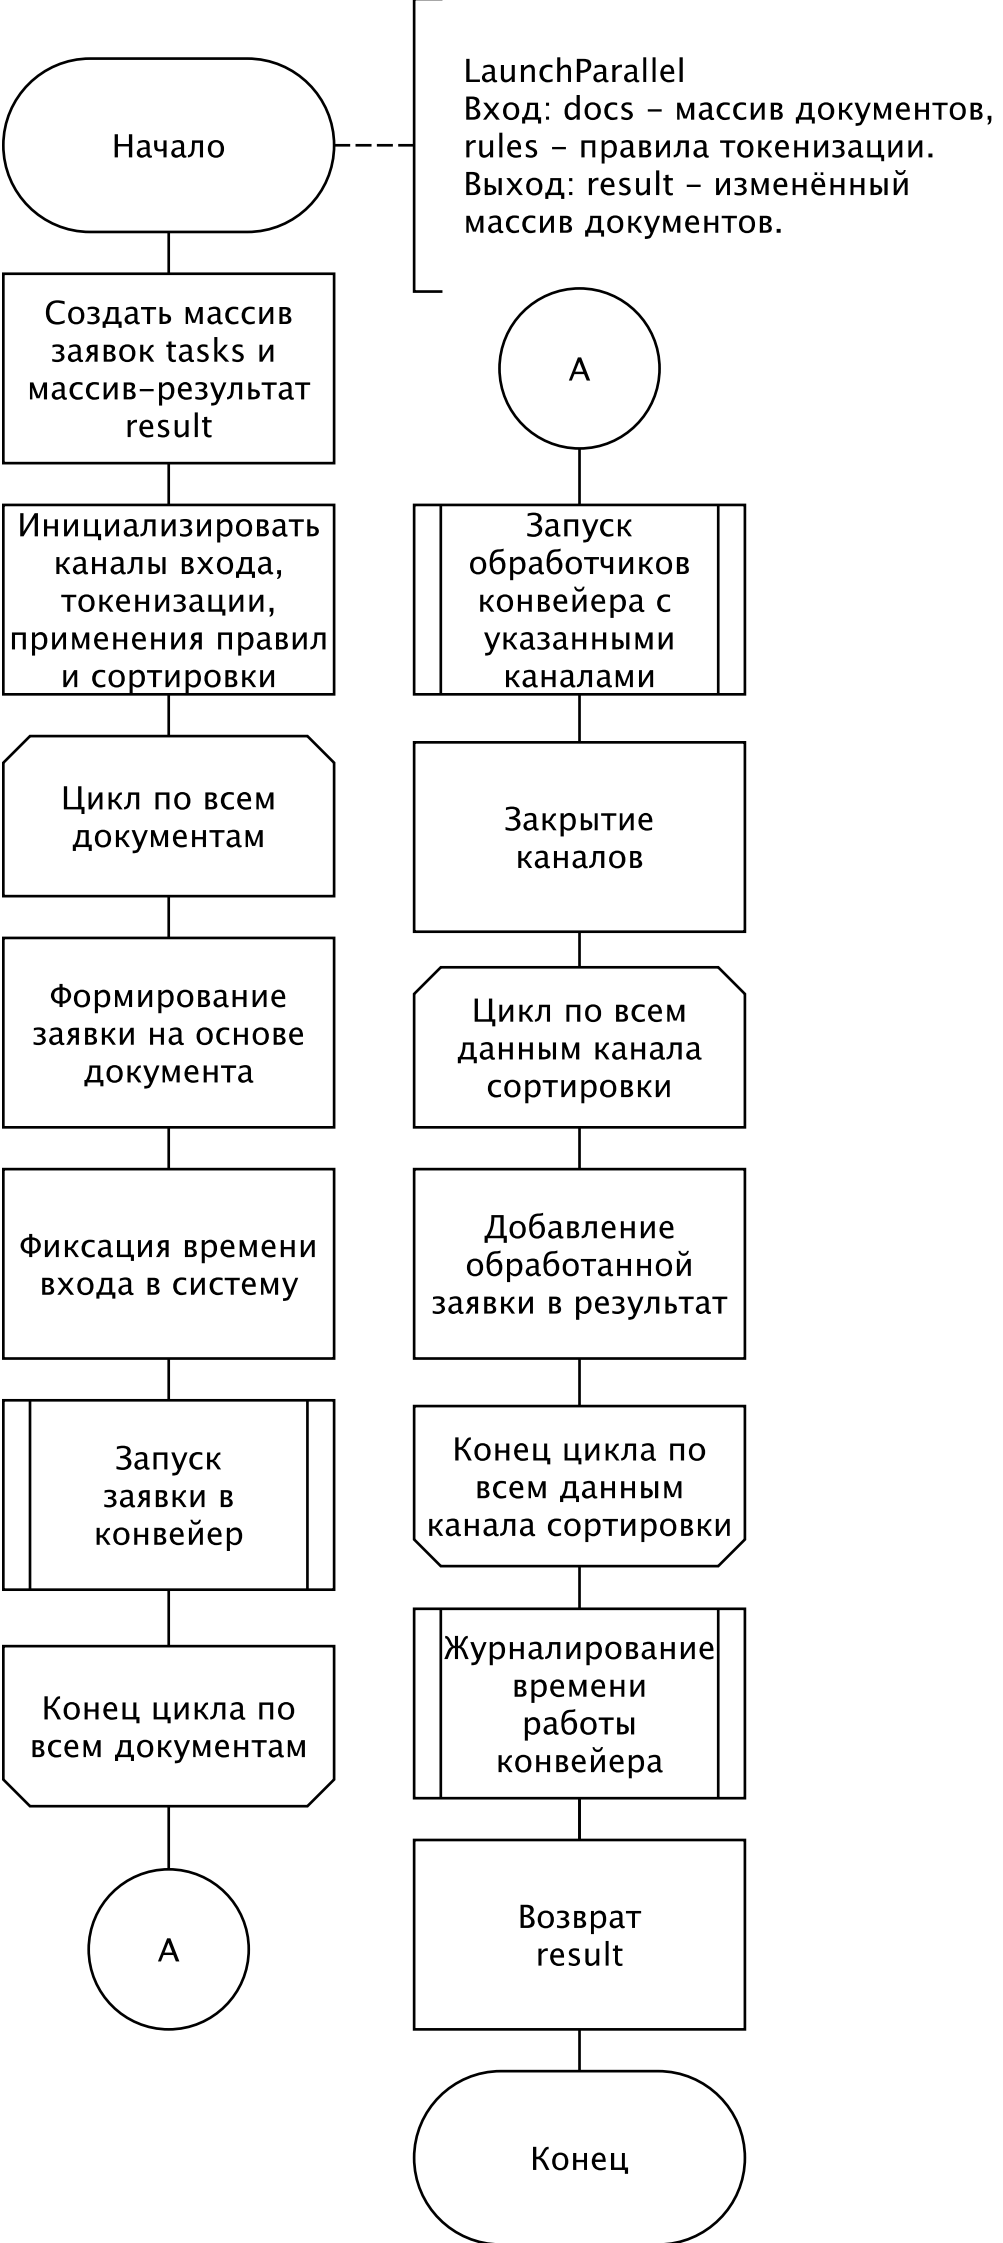 Начало
LaunchParallel
Вход: docs – массив документов,
rules – правила токенизации.
Выход: result – изменённый
массив документов.
Создать массив
заявок tasks и
массив-результат
result
Инициализировать
каналы входа,
токенизации,
применения правил
и сортировки
Цикл по всем
документам
Формирование
заявки на основе
документа
Фиксация времени
входа в систему
Запуск
заявки в
конвейер
Конец цикла по
всем документам
А
А
Запуск
обработчиков
конвейера с
указанными
каналами
Закрытие
каналов
Цикл по всем
данным канала
сортировки
Добавление
обработанной
заявки в результат
Конец цикла по
всем данным
канала сортировки
Журналирование
времени
работы
конвейера
Возврат
result
Конец